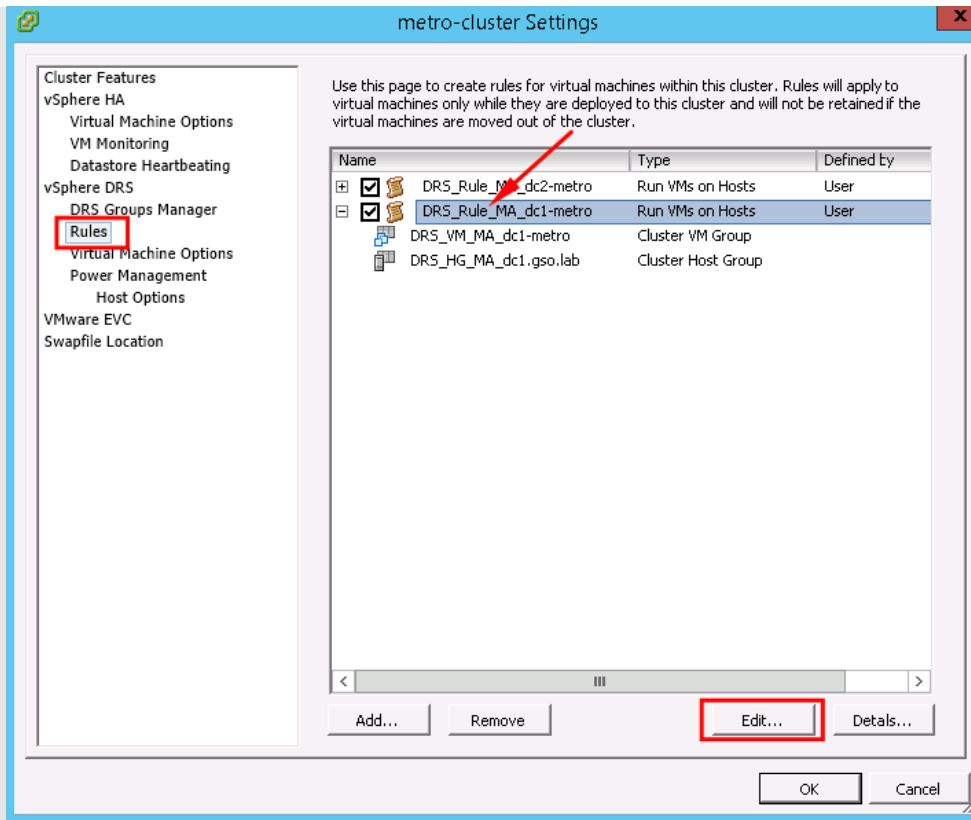 metro-cluster Settings
x
Cluster Features
vSphere HA
Virtual Machine Options
VM Monitoring
Datastore Heartbeating
vSphere DRS
DRS Groups Manager
Rules
Virtual Machine Options
Power Management
Host Options
VMware EVC
Swapfile Location
Use this page to create rules for virtual machines within this cluster. Rules will apply to
virtual machines only while they are deployed to this cluster and will not be retained if the
virtual machines are moved out of the cluster.
Name Type Defined by
DRS_Rule_MA_dc2-metro Run VMs on Hosts User
DRS_Rule_MA_dc1-metro Run VMs on Hosts User
DRS_VM_MA_dc1-metro Cluster VM Group
DRS_HG_MA_dc1.gso.lab Cluster Host Group
Add... Remove Edit... Detals...
OK Cancel